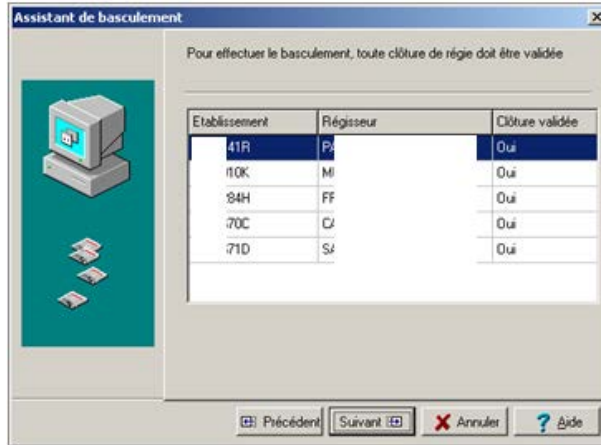 Assistant de basculement
Pour effectuer le basculement, toute clôture de régie doit être validée
Etablissement Régisseur Clôture validée
41R Oui
10K Oui
84H Oui
70C Oui
71D Oui
Précédent Suivant Annuler Aide